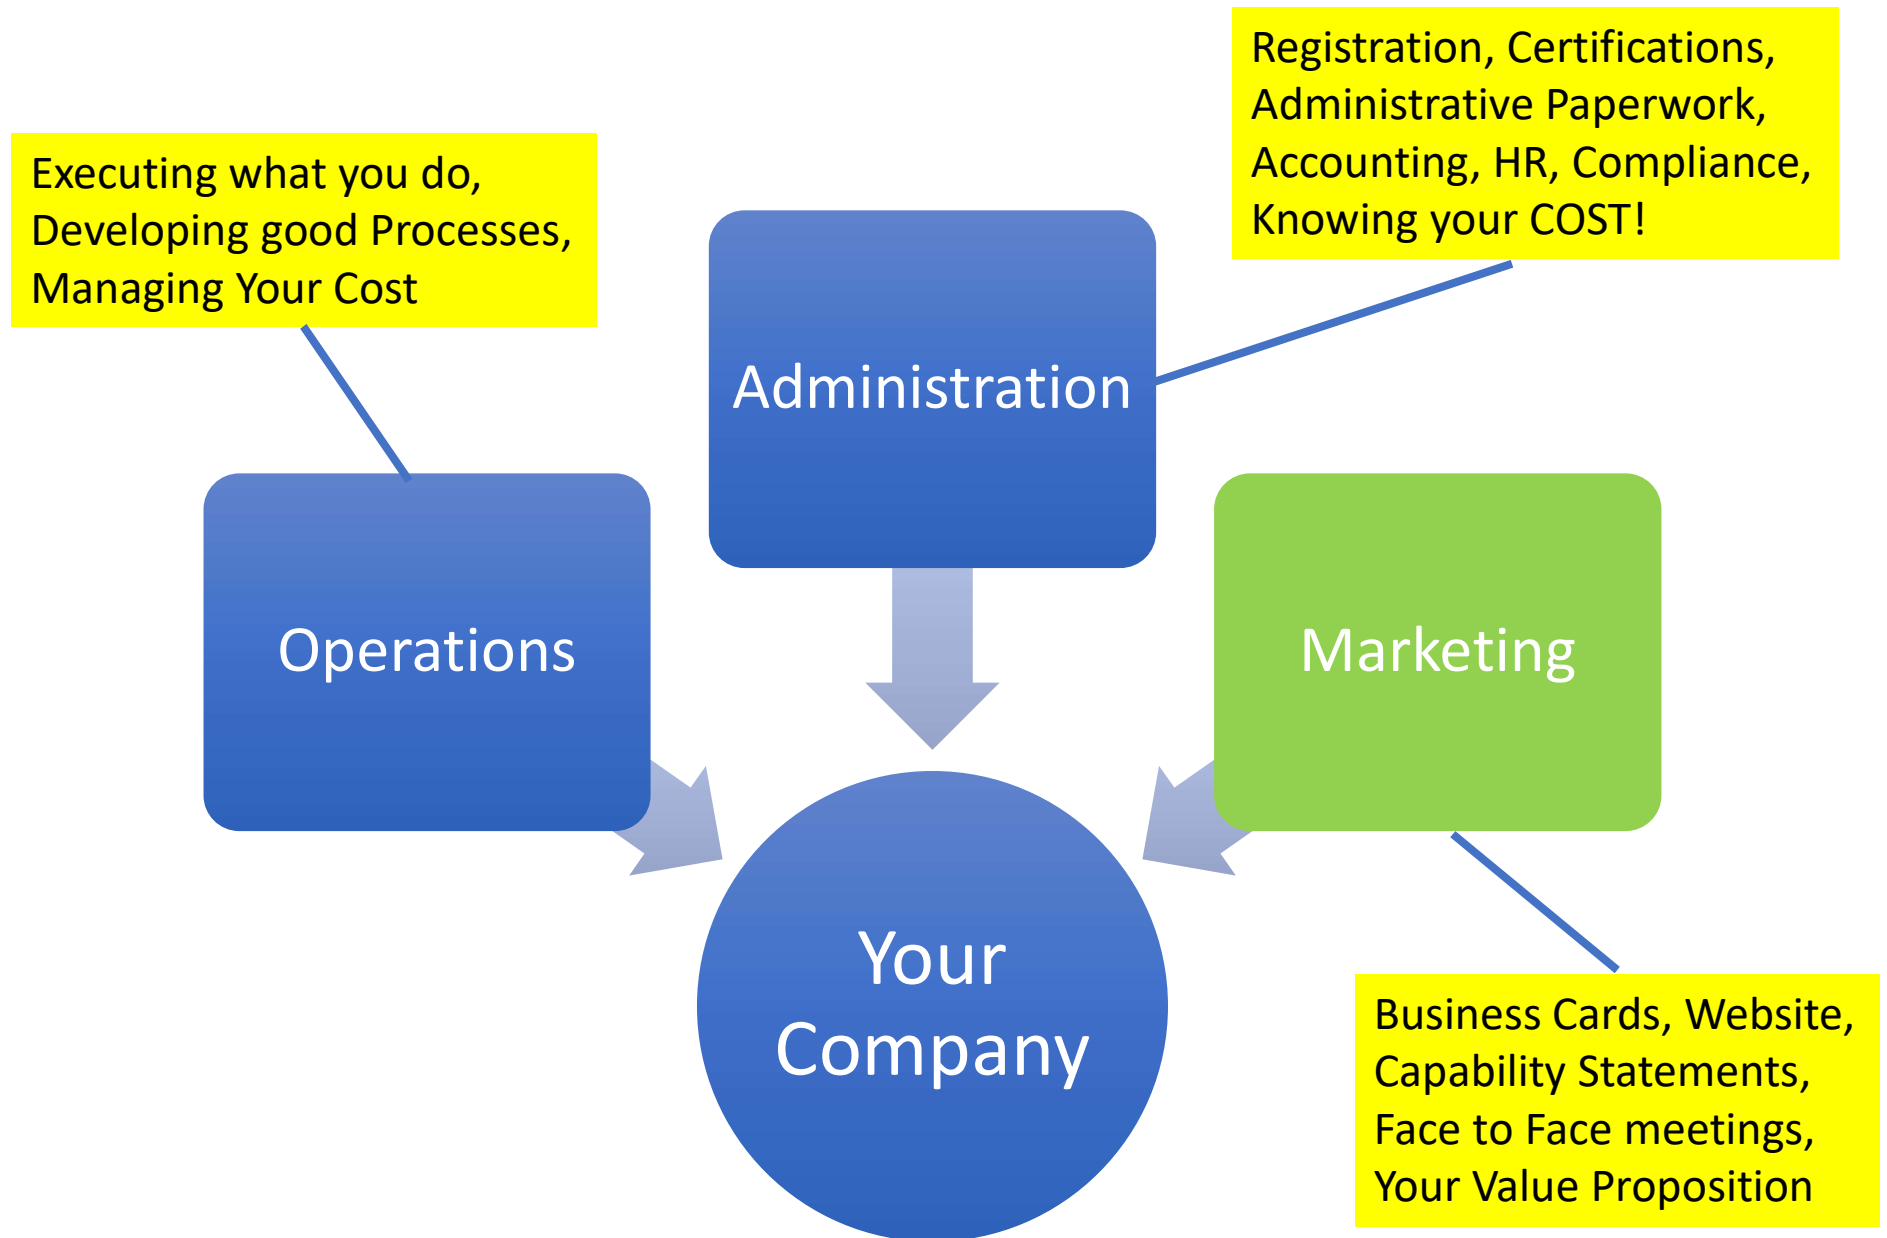 Registration, Certifications,
Administrative Paperwork,
Accounting, HR, Compliance,
Knowing your COST!
Executing what you do,
Developing good Processes,
Managing Your Cost
Administration
Operations
Marketing
Your
Company
Business Cards, Website,
Capability Statements,
Face to Face meetings,
Your Value Proposition